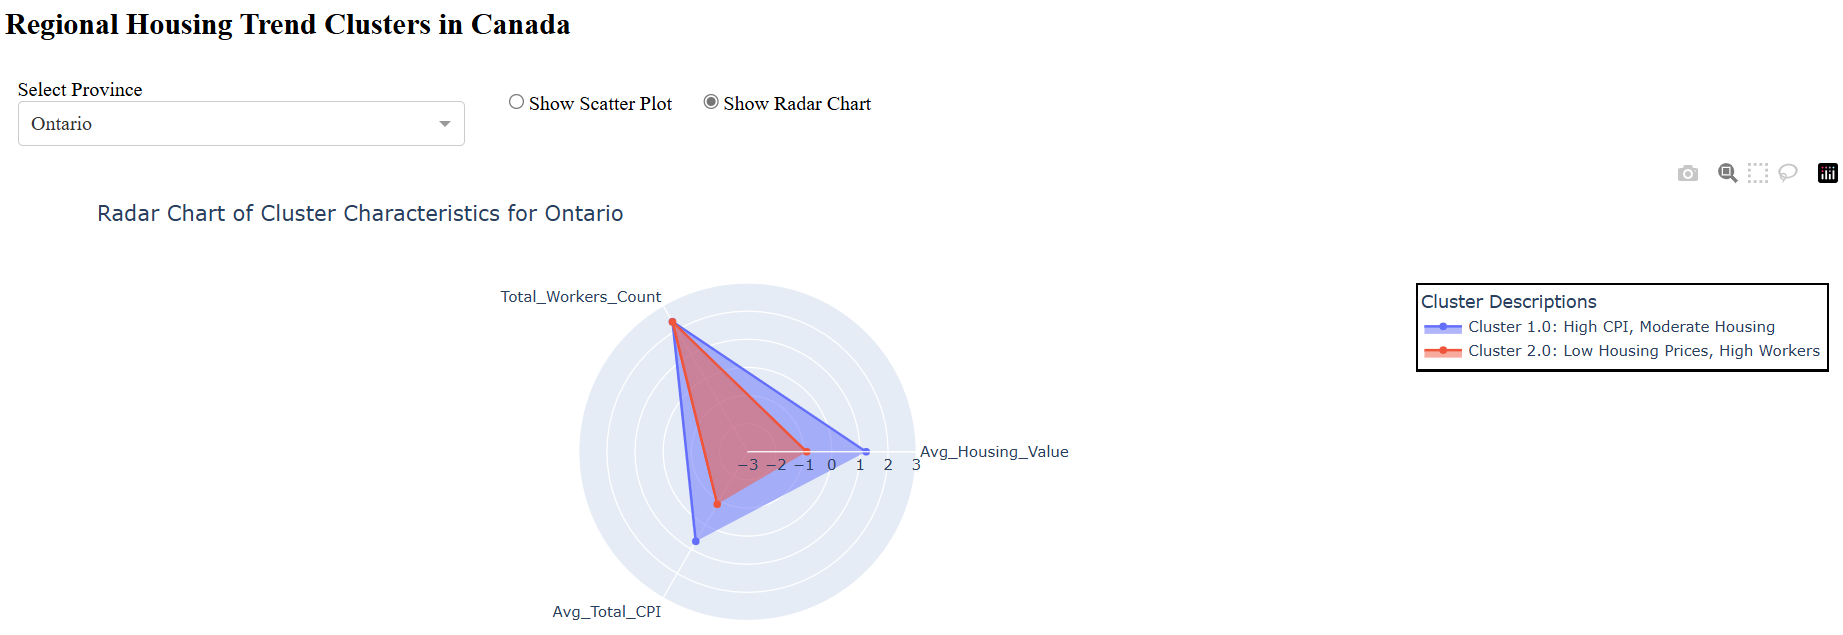 Regional Housing Trend Clusters in Canada
Select Province
Ontario
Show Scatter Plot
Show Radar Chart
Radar Chart of Cluster Characteristics for Ontario
Total_Workers_Count
Avg_Housing_Value
−3 −2 −1 0 1 2 3
Avg_Total_CPI
Cluster Descriptions
Cluster 1.0: High CPI, Moderate Housing
Cluster 2.0: Low Housing Prices, High Workers